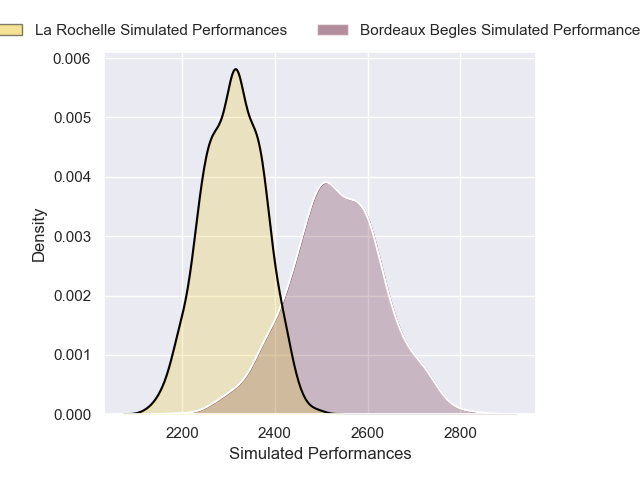 La Rochelle Simulated Performances Bordeaux Begles Simulated Performance
0.006
0.005
0.004
0.003
0.002
0.001
0.000
Density
2200 2400 2600 2800
Simulated Performances